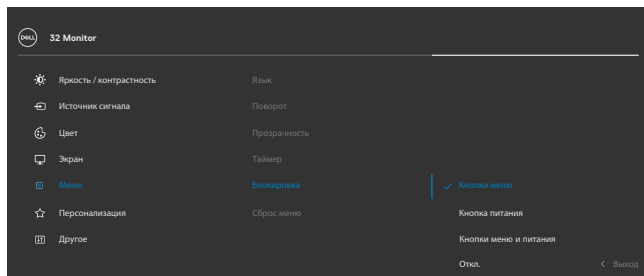 DELL 32 Monitor
Яркость / контрастность Язык
Источник сигнала Поворот
Цвет Прозрачность
Экран Таймер
Меню Блокировка Кнопки меню
Персонализация Сброс меню Кнопка питания
Другое Кнопки меню и питания
Откл. Выход